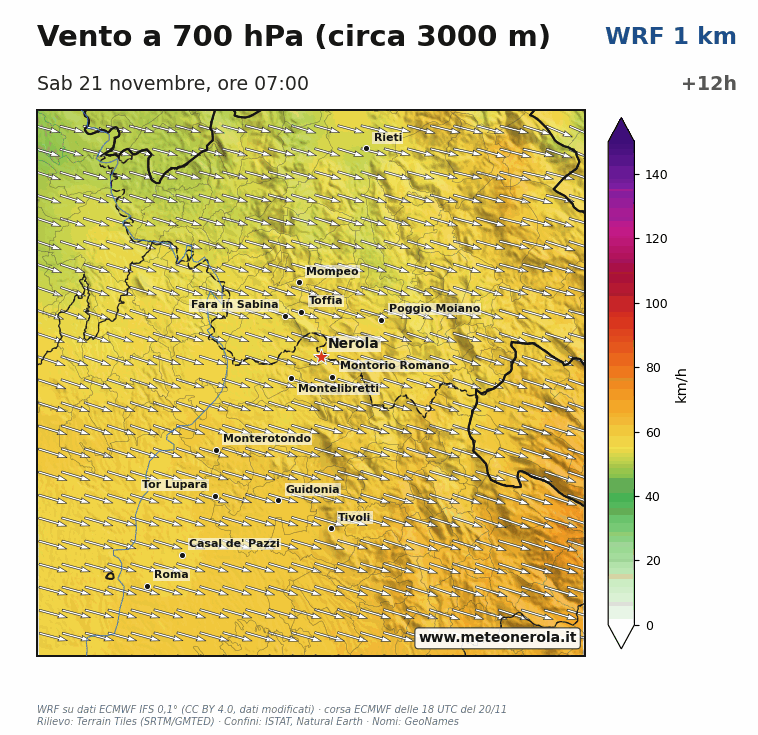 Vento a 700 hPa (circa 3000 m)
WRF 1 km
Sab 21 novembre, ore 07:00
+12h
Rieti
Mompeo
Fara in Sabina
Toffia
Poggio Moiano
Nerola
Montorio Romano
Montelibretti
Monterotondo
Tor Lupara
Guidonia
Tivoli
Casal de' Pazzi
Roma
www.meteonerola.it
140
120
100
80
60
40
20
0
km/h
WRF su dati ECMWF IFS 0,1° (CC BY 4.0, dati modificati) · corsa ECMWF delle 18 UTC del 20/11
Rilievo: Terrain Tiles (SRTM/GMTED) · Confini: ISTAT, Natural Earth · Nomi: GeoNames